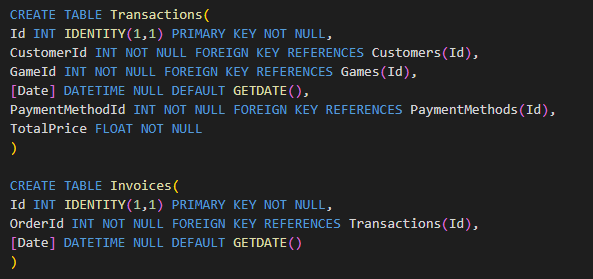 CREATE TABLE Transactions(
Id INT IDENTITY(1,1) PRIMARY KEY NOT NULL,
CustomerId INT NOT NULL FOREIGN KEY REFERENCES Customers(Id),
GameId INT NOT NULL FOREIGN KEY REFERENCES Games(Id),
[Date] DATETIME NULL DEFAULT GETDATE(),
PaymentMethodId INT NOT NULL FOREIGN KEY REFERENCES PaymentMethods(Id),
TotalPrice FLOAT NOT NULL
)
CREATE TABLE Invoices(
Id INT IDENTITY(1,1) PRIMARY KEY NOT NULL,
OrderId INT NOT NULL FOREIGN KEY REFERENCES Transactions(Id),
[Date] DATETIME NULL DEFAULT GETDATE()
)